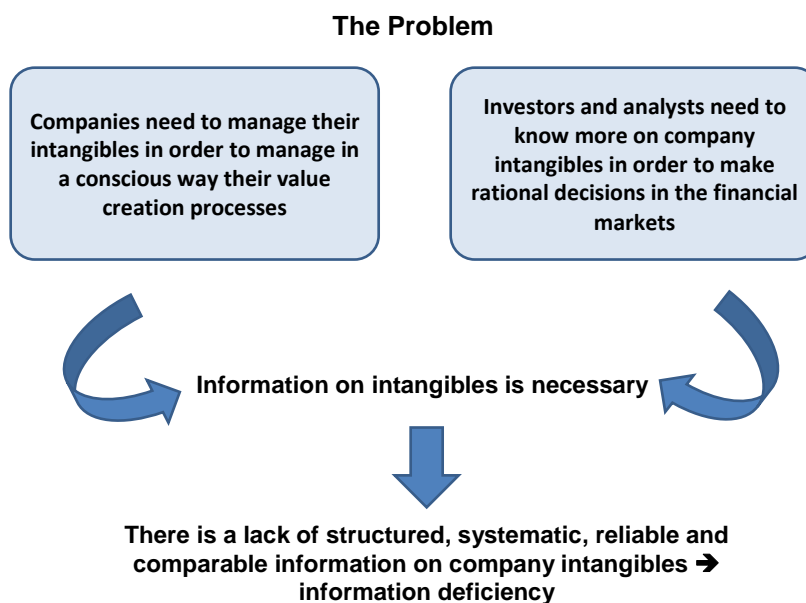 The Problem
Companies need to manage their
intangibles in order to manage in
a conscious way their value
creation processes
Investors and analysts need to
know more on company
intangibles in order to make
rational decisions in the financial
markets
Information on intangibles is necessary
There is a lack of structured, systematic, reliable and
comparable information on company intangibles ➔
information deficiency